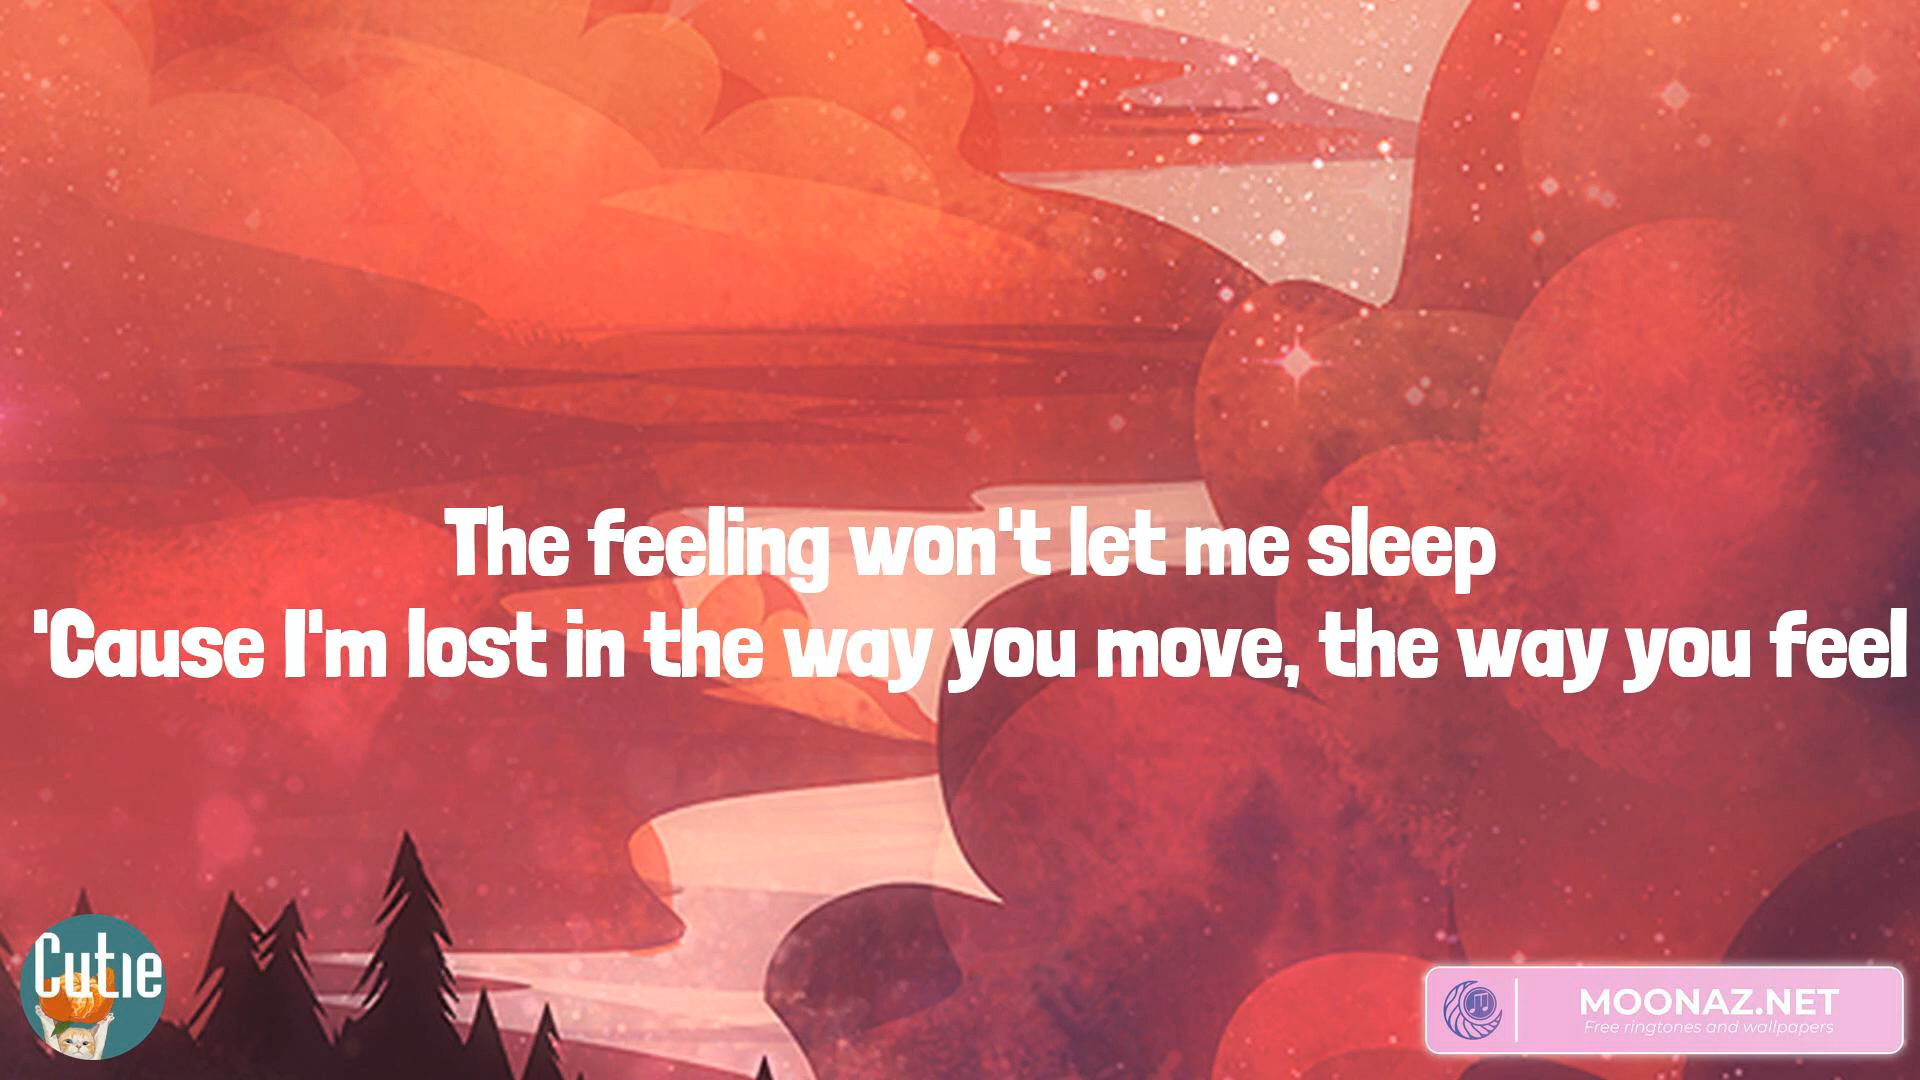 The feeling won't let me sleep
'Cause I'm lost in the way you move, the way you feel
Cutie
MOONAZ.NET
Free ringtones and wallpapers